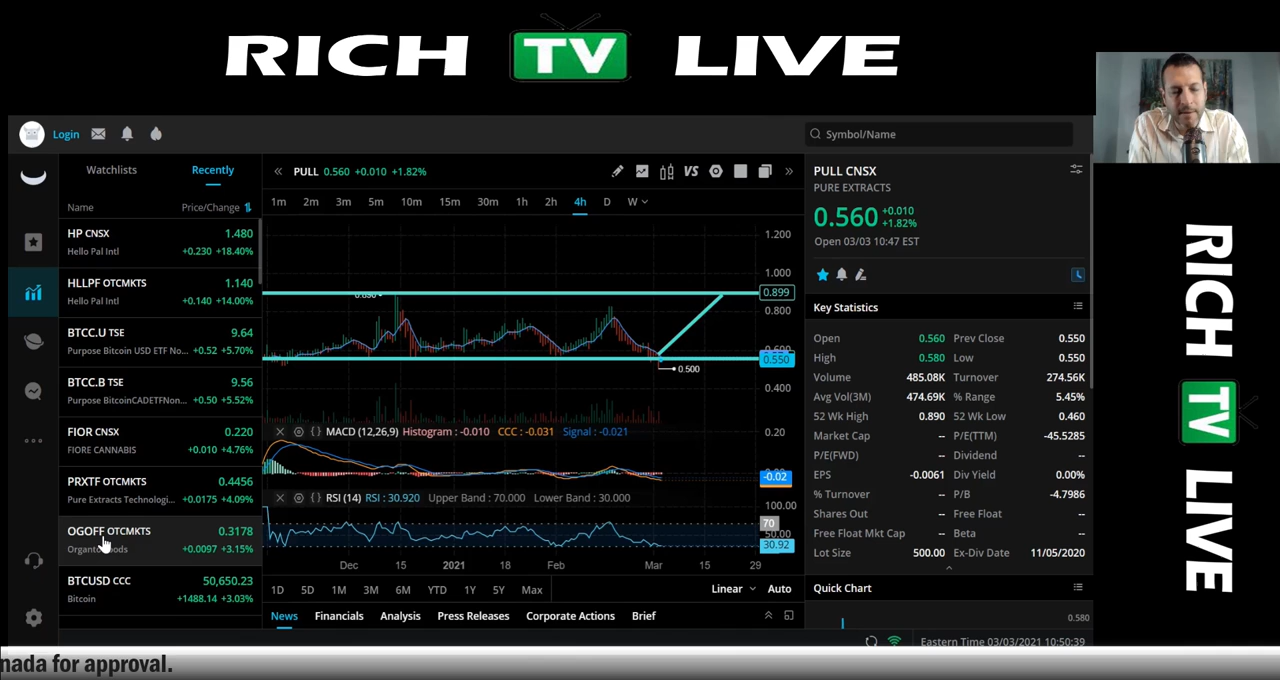 RICH TV LIVE
Login
Symbol/Name
Watchlists Recently
Name Price/Change
HP CNSX 1.480
Hello Pal Intl +0.230 +18.40%
HLLPF OTCMKTS 1.140
Hello Pal Intl +0.140 +14.00%
BTCC.U TSE 9.64
Purpose Bitcoin USD ETF No... +0.52 +5.70%
BTCC.B TSE 9.56
Purpose BitcoinCADETFNon... +0.50 +5.52%
FIOR CNSX 0.220
FIORE CANNABIS +0.010 +4.76%
PRXTF OTCMKTS 0.4456
Pure Extracts Technologi... +0.0175 +4.09%
OGOFF OTCMKTS 0.3178
+0.0097 +3.15%
BTCUSD CCC 50,650.23
Bitcoin +1488.14 +3.03%
PULL 0.560 +0.010 +1.82%
VS
1m 2m 3m 5m 10m 15m 30m 1h 2h 4h D W
1.200
1.000
0.899
0.800
0.550
0.500
0.400
MACD (12,26,9) Histogram : -0.010 CCC : -0.031 Signal : -0.021
0.20
-0.02
RSI (14) RSI : 30.920 Upper Band : 70.000 Lower Band : 30.000
100.00
70
50.00
30.92
Dec 15 2021 18 Feb Mar 15 29
1D 5D 1M 3M 6M YTD 1Y 5Y Max Linear Auto
News Financials Analysis Press Releases Corporate Actions Brief
PULL CNSX
PURE EXTRACTS
0.560 +0.010
+1.82%
Open 03/03 10:47 EST
Key Statistics
Open 0.560 Prev Close 0.550
High 0.580 Low 0.550
Volume 485.08K Turnover 274.56K
Avg Vol(3M) 474.69K % Range 5.45%
52 Wk High 0.890 52 Wk Low 0.460
Market Cap -- P/E(TTM) -45.5285
P/E(FWD) -- Dividend --
EPS -0.0061 Div Yield 0.00%
% Turnover -- P/B -4.7986
Shares Out -- Free Float --
Free Float Mkt Cap -- Beta --
Lot Size 500.00 Ex-Div Date 11/05/2020
Quick Chart
0.580
Eastern Time 03/03/2021 10:50:39
RICH TV LIVE
nada for approval.